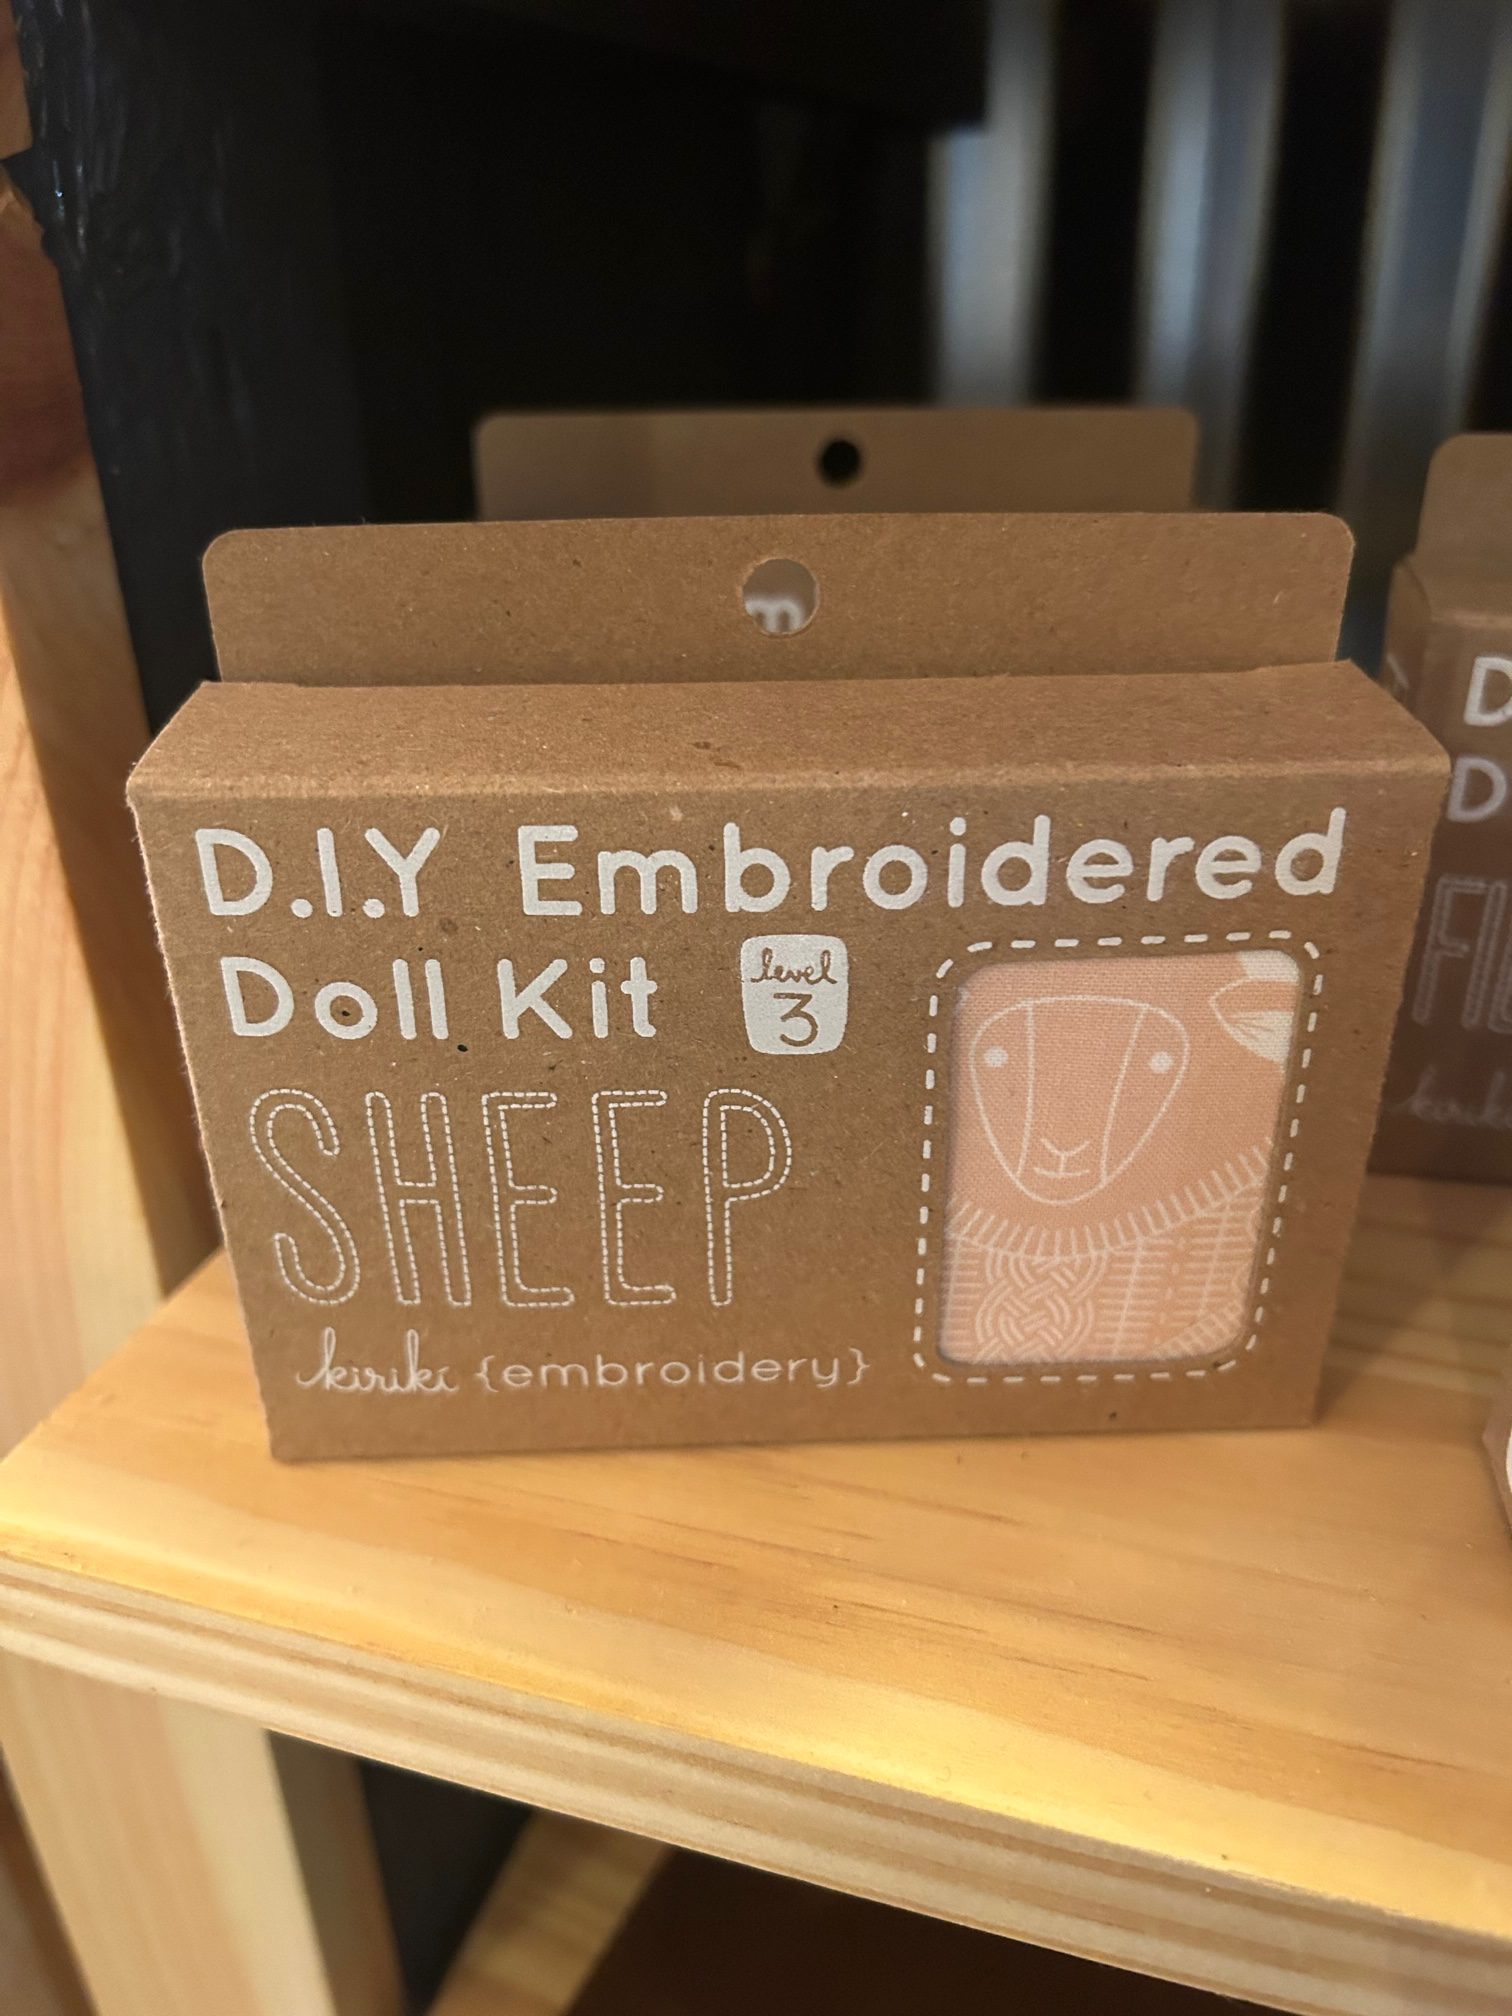 D.I.Y Embroidered
Doll Kit
level
3
SHEEP
kiriki {embroidery}
m
D
D